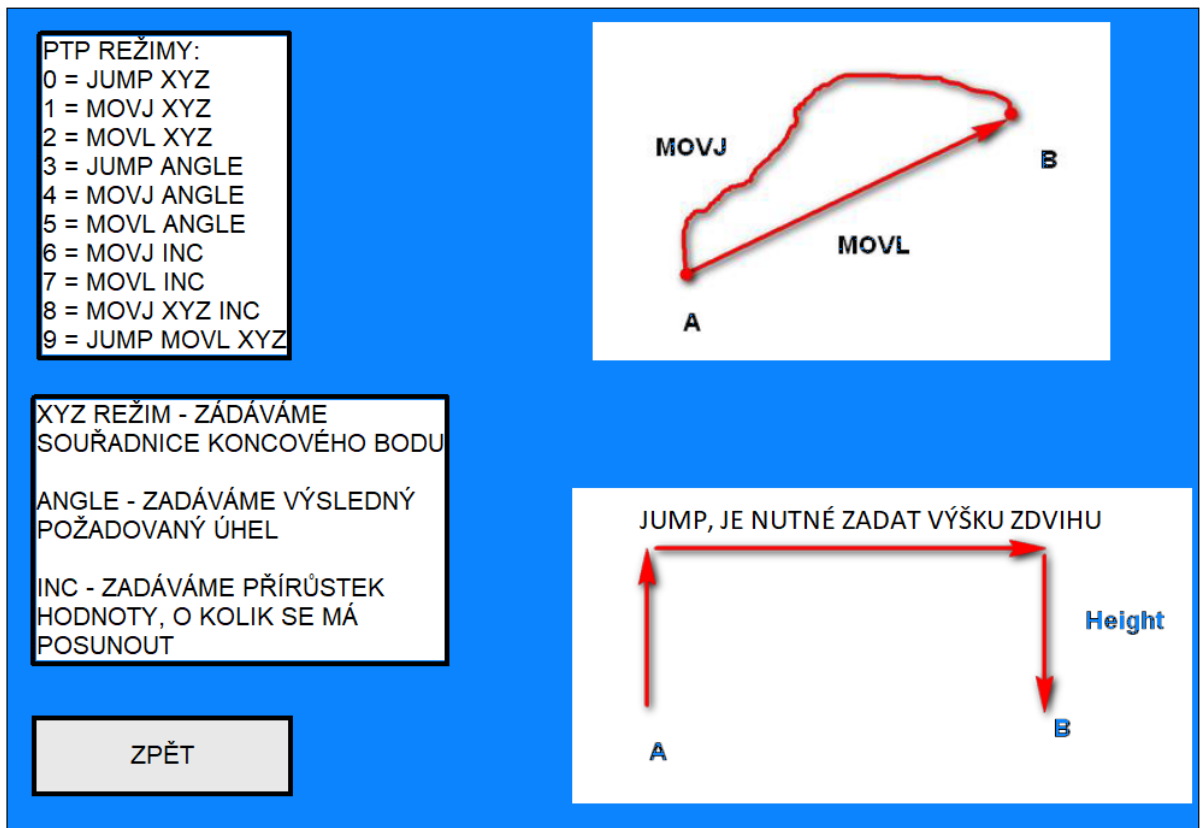 PTP REŽIMY:
0 = JUMP XYZ
1 = MOVJ XYZ
2 = MOVL XYZ
3 = JUMP ANGLE
4 = MOVJ ANGLE
5 = MOVL ANGLE
6 = MOVJ INC
7 = MOVL INC
8 = MOVJ XYZ INC
9 = JUMP MOVL XYZ
MOVJ
B
MOVL
A
XYZ REŽIM - ZÁDÁVÁME
SOUŘADNICE KONCOVÉHO BODU
ANGLE - ZADÁVÁME VÝSLEDNÝ
POŽADOVANÝ ÚHEL
INC - ZADÁVÁME PŘÍRŮSTEK
HODNOTY, O KOLIK SE MÁ
POSUNOUT
JUMP, JE NUTNÉ ZADAT VÝŠKU ZDVIHU
Height
B
A
ZPĚT